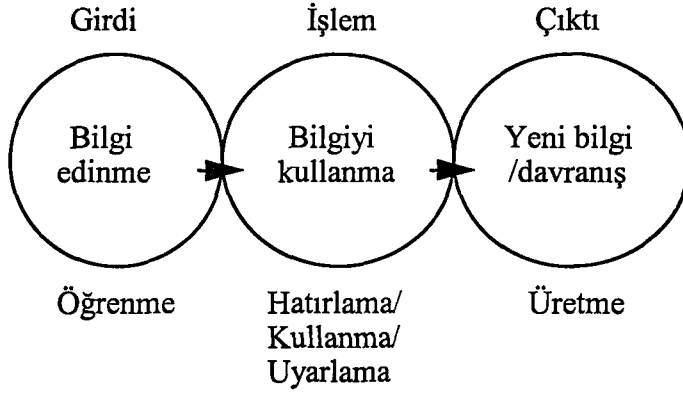 Girdi
İşlem
Çıktı
Bilgi
edinme
Bilgiyi
kullanma
Yeni bilgi
/davranış
Öğrenme
Hatırlama/
Kullanma/
Uyarlama
Üretme